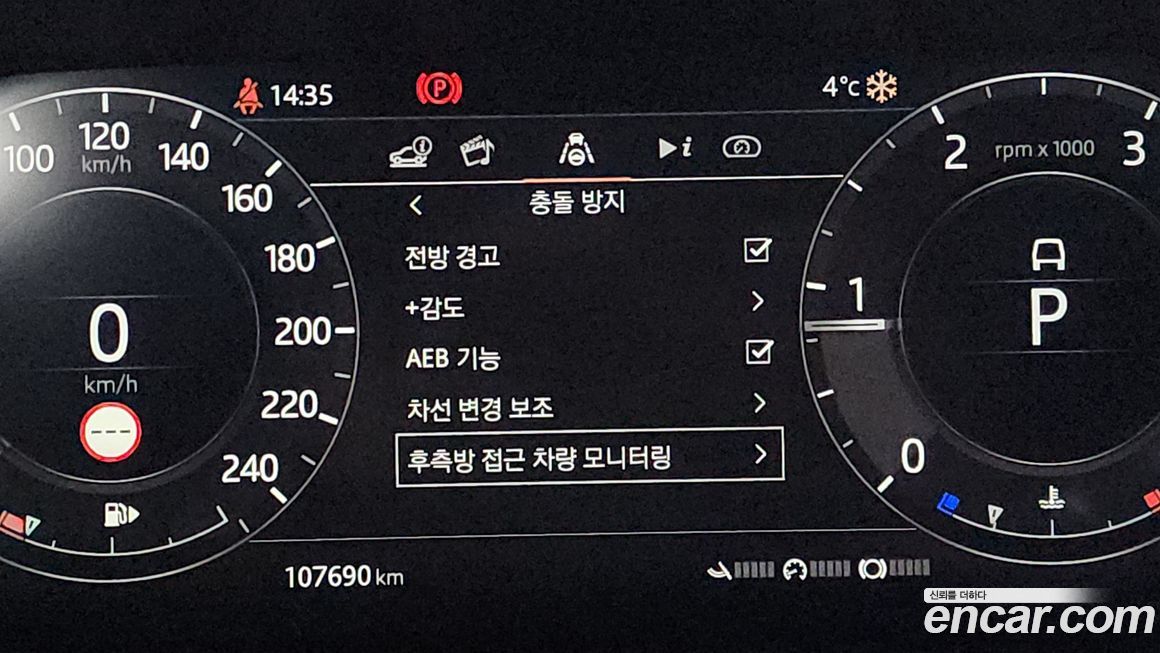 14:35
P
4°C
100
120
km/h
140
160
180
200
220
240
0
km/h
---
i
i
충돌 방지
전방 경고
+감도
AEB 기능
차선 변경 보조
후측방 접근 차량 모니터링
107690 km
2
rpm x 1000
3
1
0
P
신뢰를 더하다
encar.com